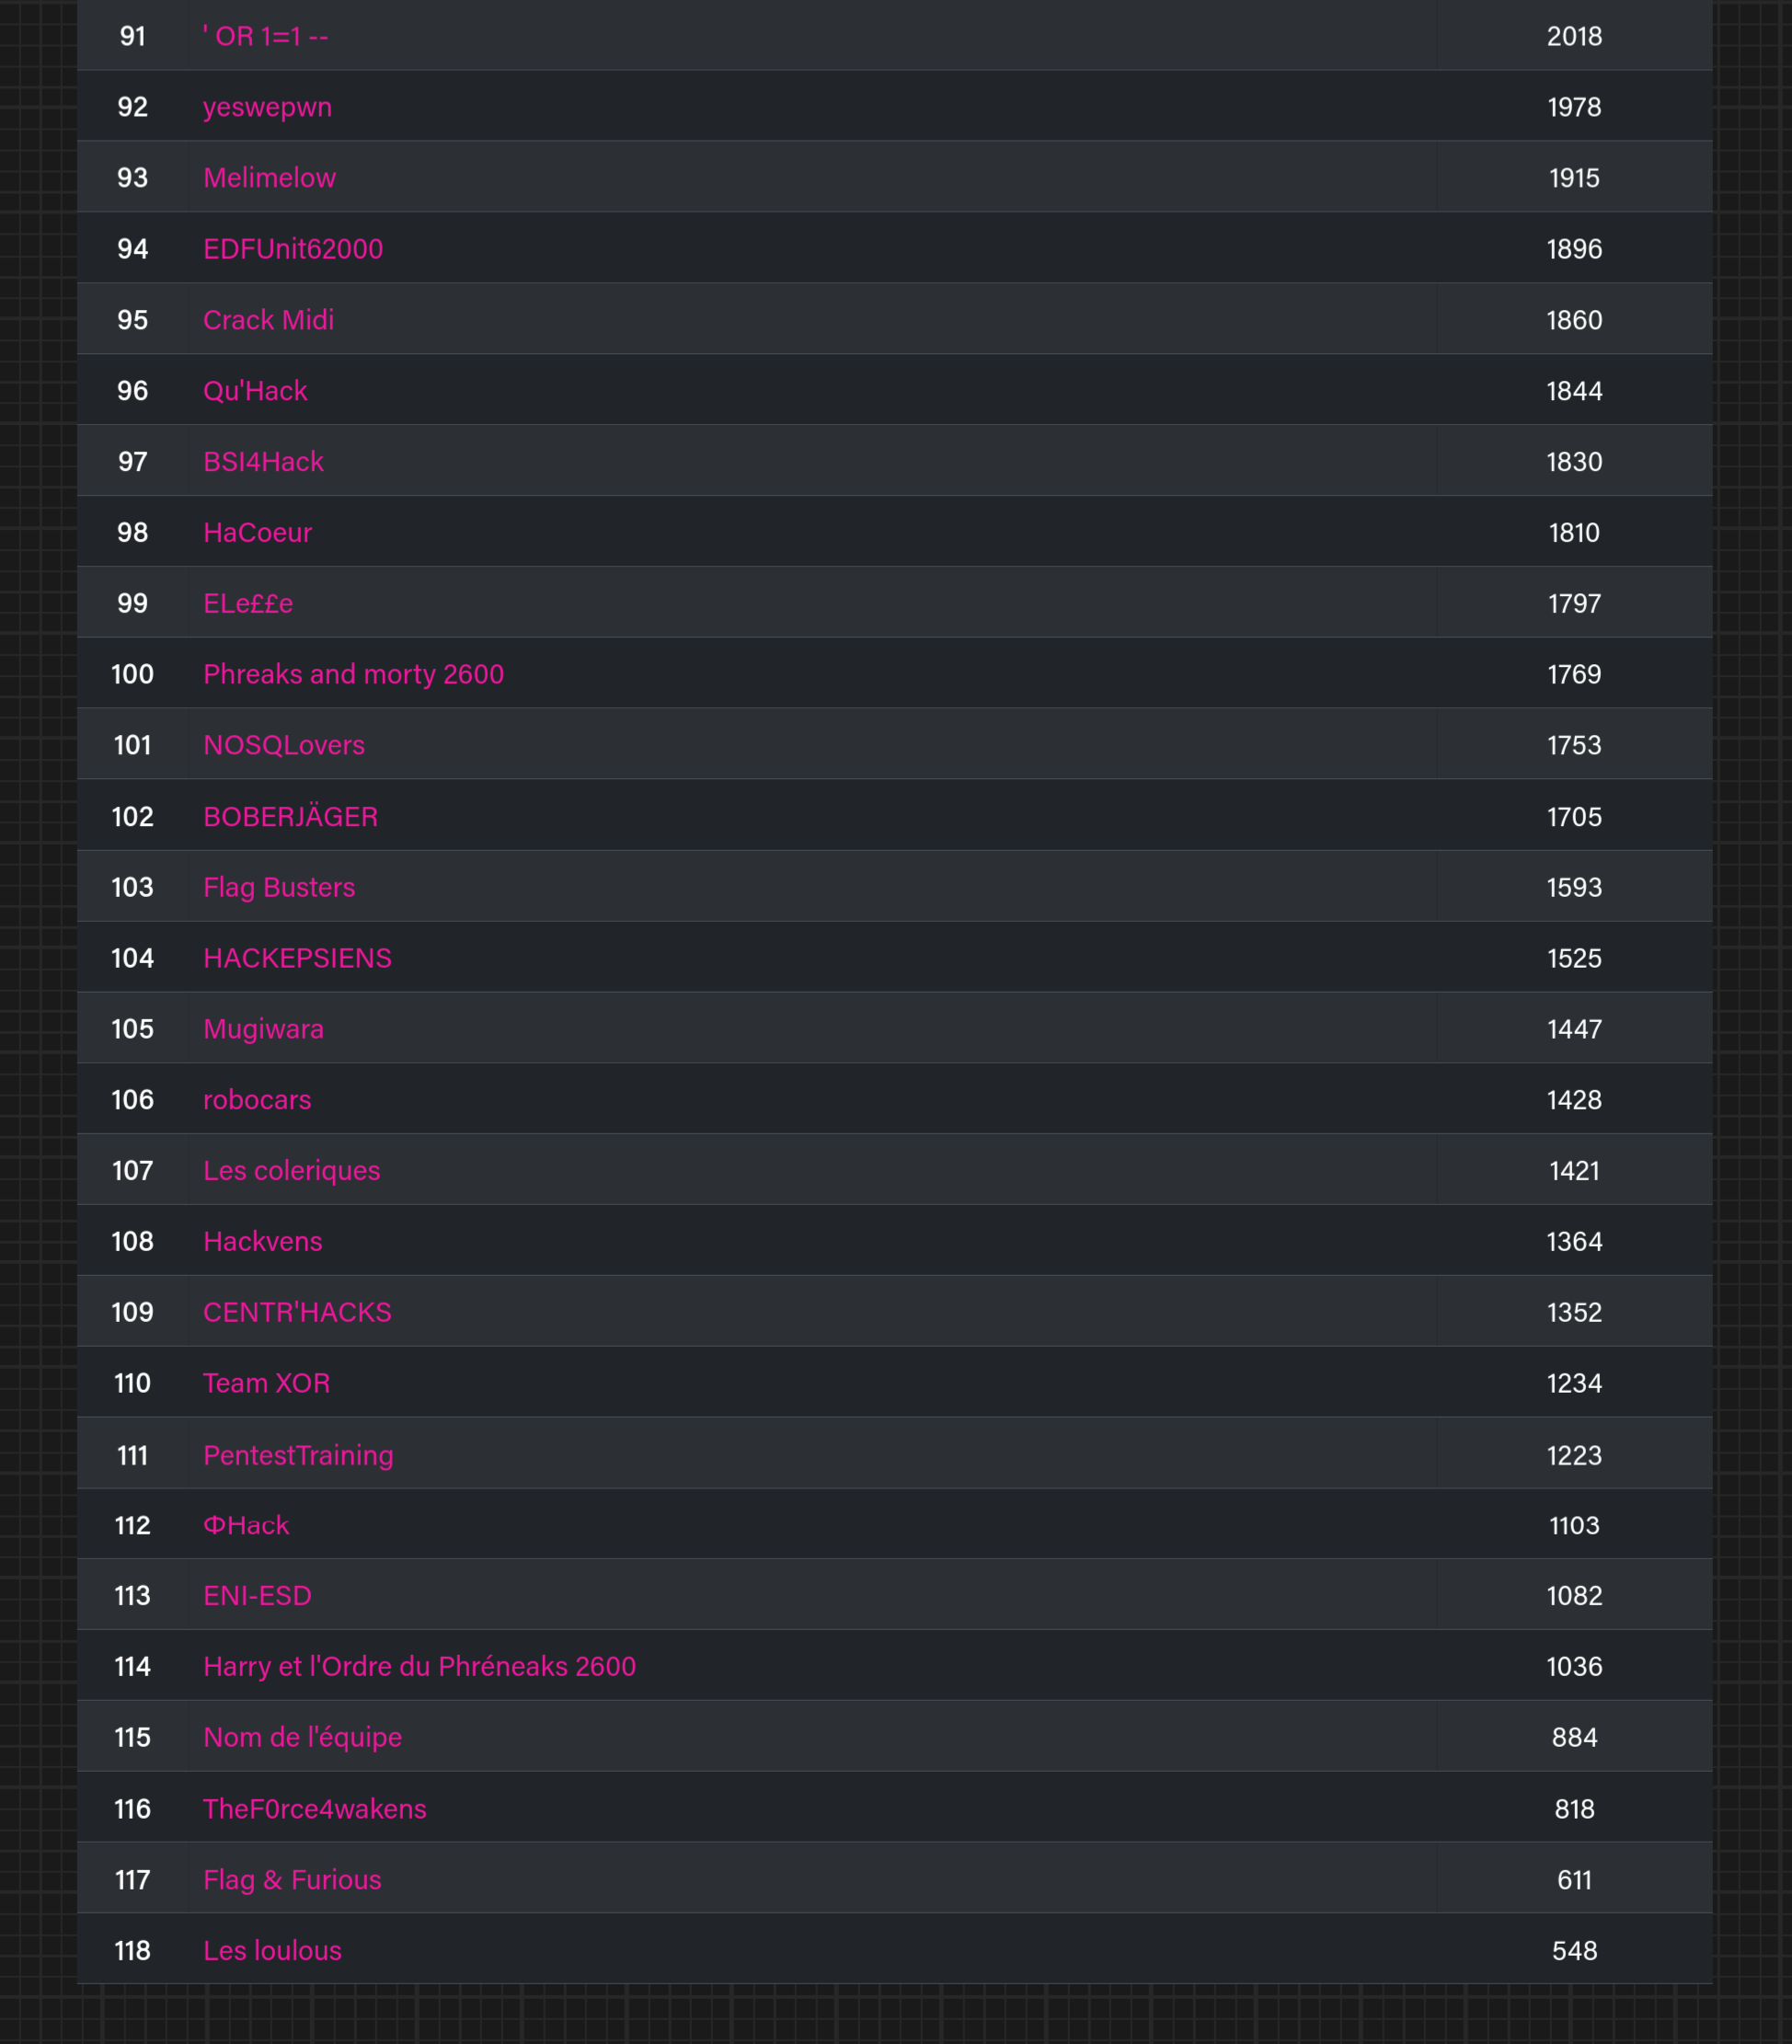 91 ' OR 1=1 -- 2018
92 yeswepwn 1978
93 Melimelow 1915
94 EDFUnit62000 1896
95 Crack Midi 1860
96 Qu'Hack 1844
97 BSI4Hack 1830
98 HaCoeur 1810
99 ELe££e 1797
100 Phreaks and morty 2600 1769
101 NOSQLovers 1753
102 BOBERJÄGER 1705
103 Flag Busters 1593
104 HACKEPSIENS 1525
105 Mugiwara 1447
106 robocars 1428
107 Les coleriques 1421
108 Hackvens 1364
109 CENTR'HACKS 1352
110 Team XOR 1234
111 PentestTraining 1223
112 ΦHack 1103
113 ENI-ESD 1082
114 Harry et l'Ordre du Phréneaks 2600 1036
115 Nom de l'équipe 884
116 TheF0rce4wakens 818
117 Flag & Furious 611
118 Les loulous 548